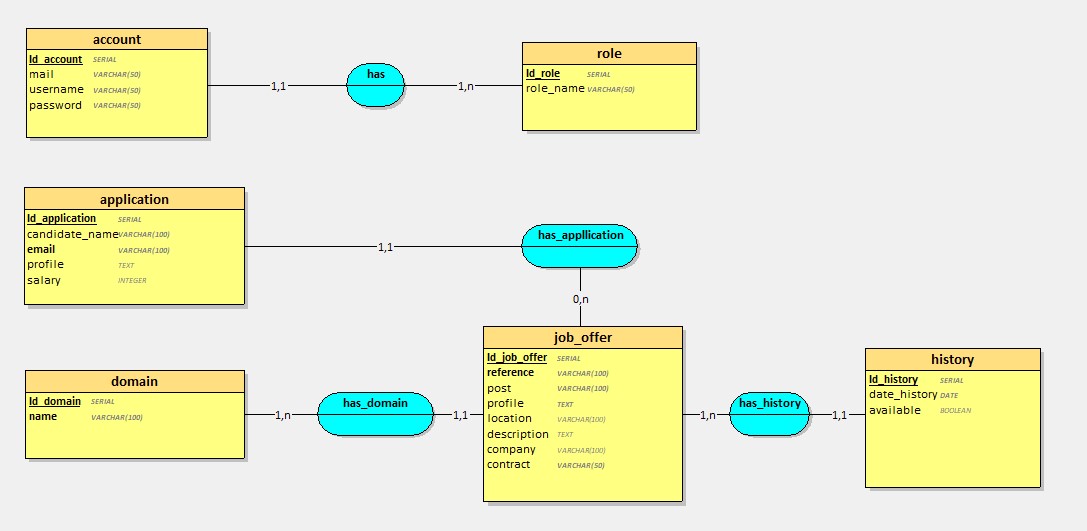 account
Id_account SERIAL
mail VARCHAR(50)
username VARCHAR(50)
password VARCHAR(50)
1,1
has
1,n
role
Id_role SERIAL
role_name VARCHAR(50)
application
Id_application SERIAL
candidate_name VARCHAR(100)
email VARCHAR(100)
profile TEXT
salary INTEGER
1,1
has_appllication
0,n
domain
Id_domain SERIAL
name VARCHAR(100)
1,n
has_domain
1,1
job_offer
Id_job_offer SERIAL
reference VARCHAR(100)
post VARCHAR(100)
profile TEXT
location VARCHAR(100)
description TEXT
company VARCHAR(100)
contract VARCHAR(50)
1,n
has_history
1,1
history
Id_history SERIAL
date_history DATE
available BOOLEAN